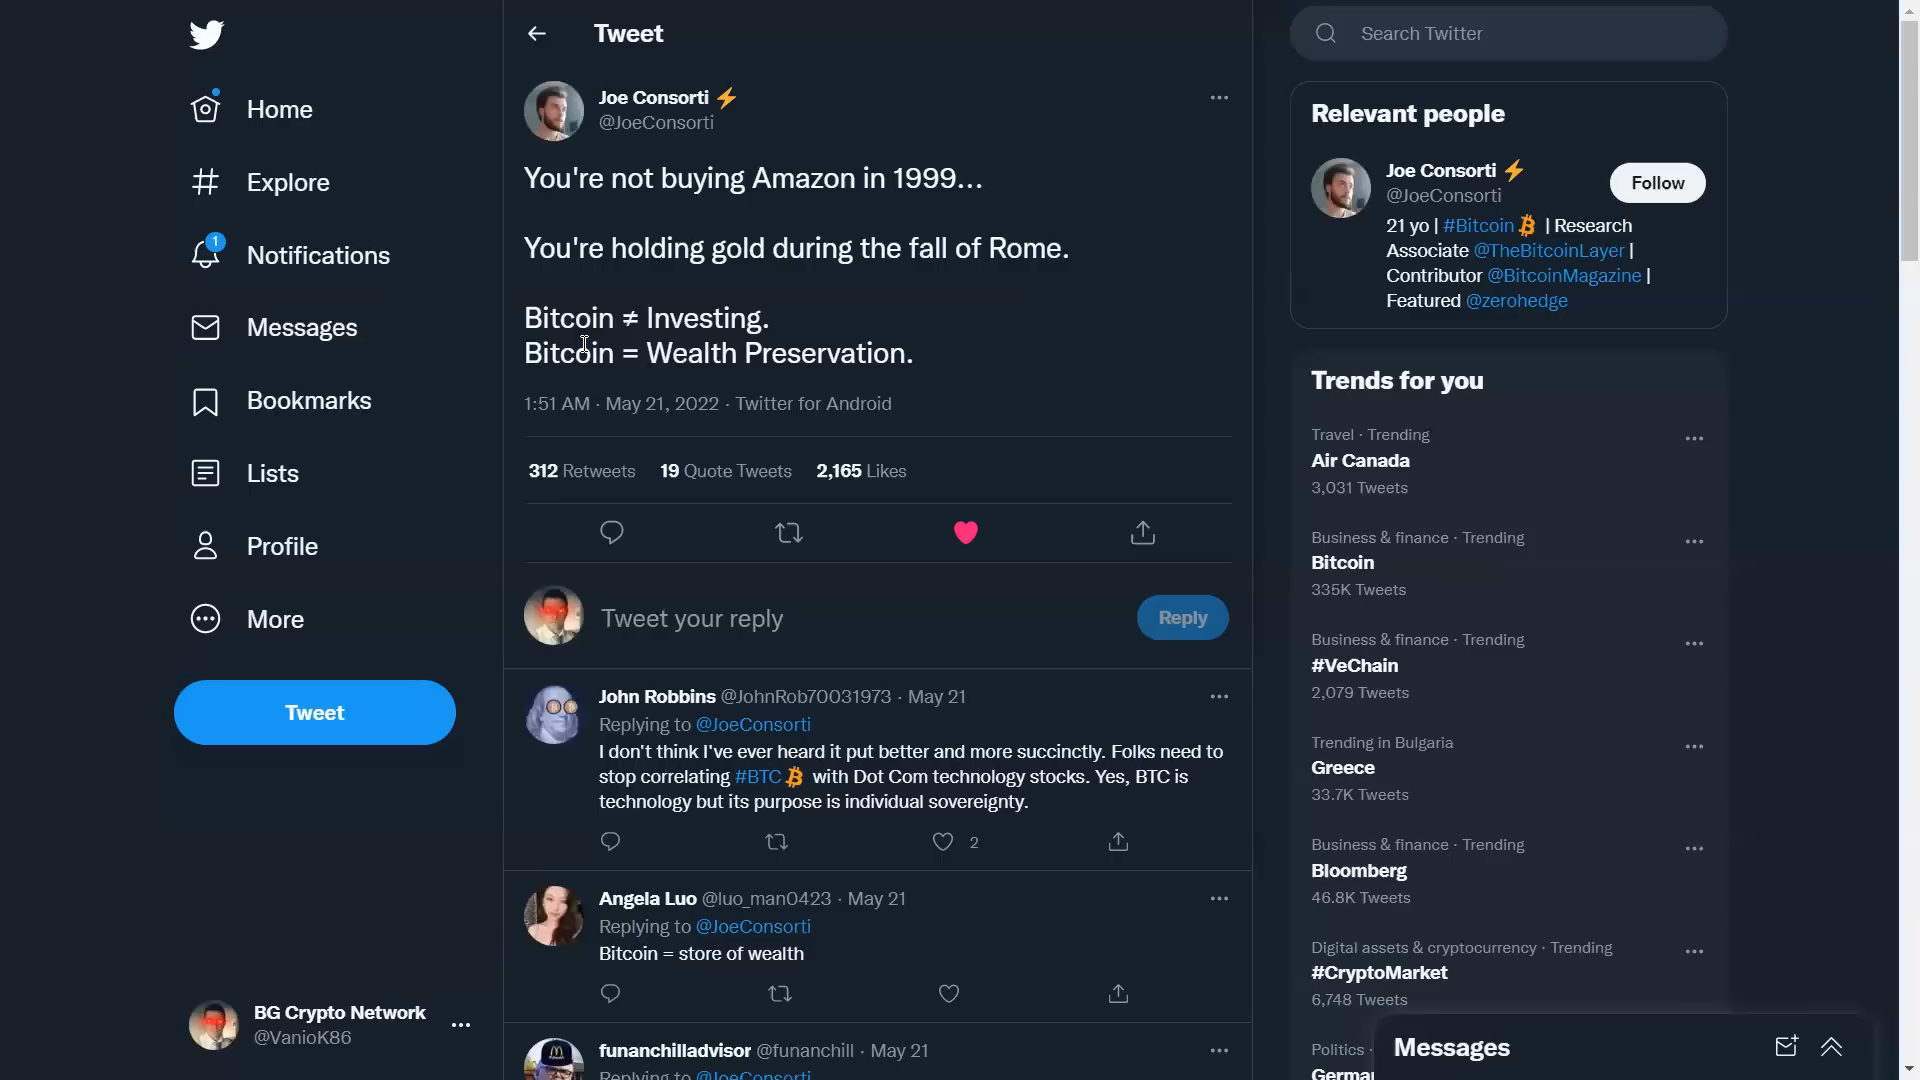 Home
Explore
1
Notifications
Messages
Bookmarks
Lists
Profile
More
Tweet
BG Crypto Network
@VanioK86
Tweet
Joe Consorti ⚡
@JoeConsorti
You're not buying Amazon in 1999...
You're holding gold during the fall of Rome.
Bitcoin ≠ Investing.
Bitcoin = Wealth Preservation.
1:51 AM · May 21, 2022 · Twitter for Android
312 Retweets 19 Quote Tweets 2,165 Likes
Tweet your reply
Reply
John Robbins @JohnRob70031973 · May 21
Replying to @JoeConsorti
I don't think I've ever heard it put better and more succinctly. Folks need to
stop correlating #BTC with Dot Com technology stocks. Yes, BTC is
technology but its purpose is individual sovereignty.
2
Angela Luo @luo_man0423 · May 21
Replying to @JoeConsorti
Bitcoin = store of wealth
funanchilladvisor @funanchill · May 21
Replying to @JoeConsorti
Search Twitter
Relevant people
Joe Consorti ⚡
@JoeConsorti
Follow
21 yo | #Bitcoin | Research
Associate @TheBitcoinLayer |
Contributor @BitcoinMagazine |
Featured @zerohedge
Trends for you
Travel · Trending
Air Canada
3,031 Tweets
Business & finance · Trending
Bitcoin
335K Tweets
Business & finance · Trending
#VeChain
2,079 Tweets
Trending in Bulgaria
Greece
33.7K Tweets
Business & finance · Trending
Bloomberg
46.8K Tweets
Digital assets & cryptocurrency · Trending
#CryptoMarket
6,748 Tweets
Politics ·
Messages